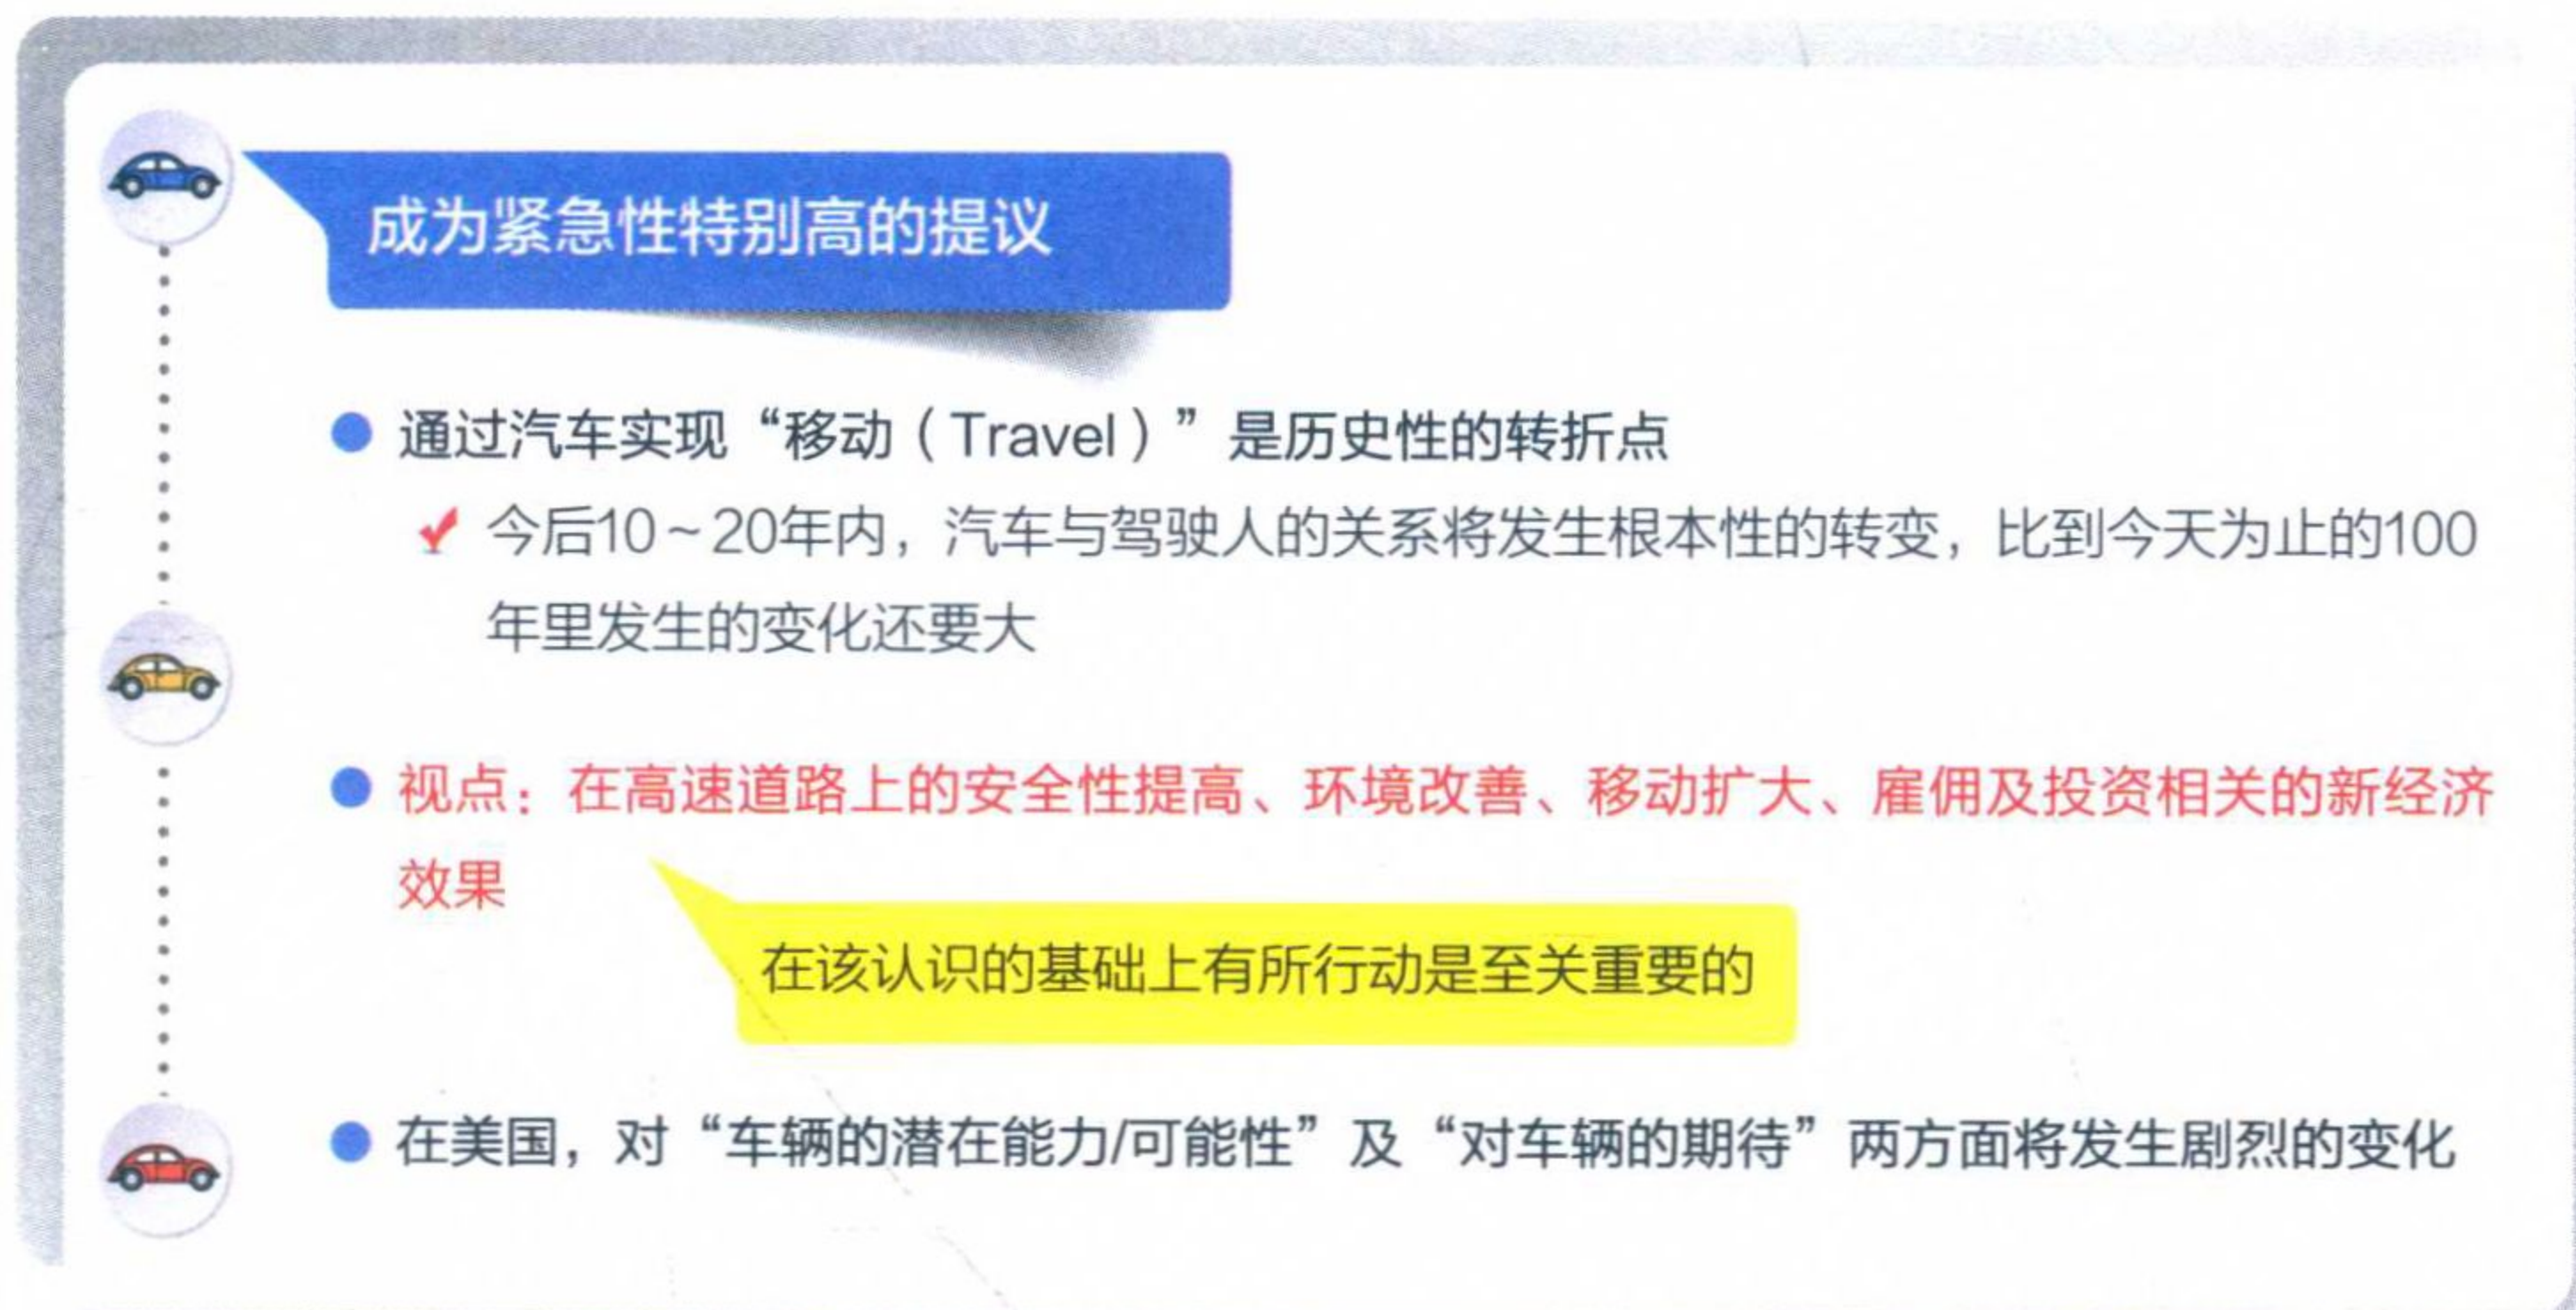 成为紧急性特别高的提议
通过汽车实现“移动（Travel）”是历史性的转折点
今后10～20年内，汽车与驾驶人的关系将发生根本性的转变，比到今天为止的100
年里发生的变化还要大
视点：在高速道路上的安全性提高、环境改善、移动扩大、雇佣及投资相关的新经济
效果
在该认识的基础上有所行动是至关重要的
在美国，对“车辆的潜在能力/可能性”及“对车辆的期待”两方面将发生剧烈的变化